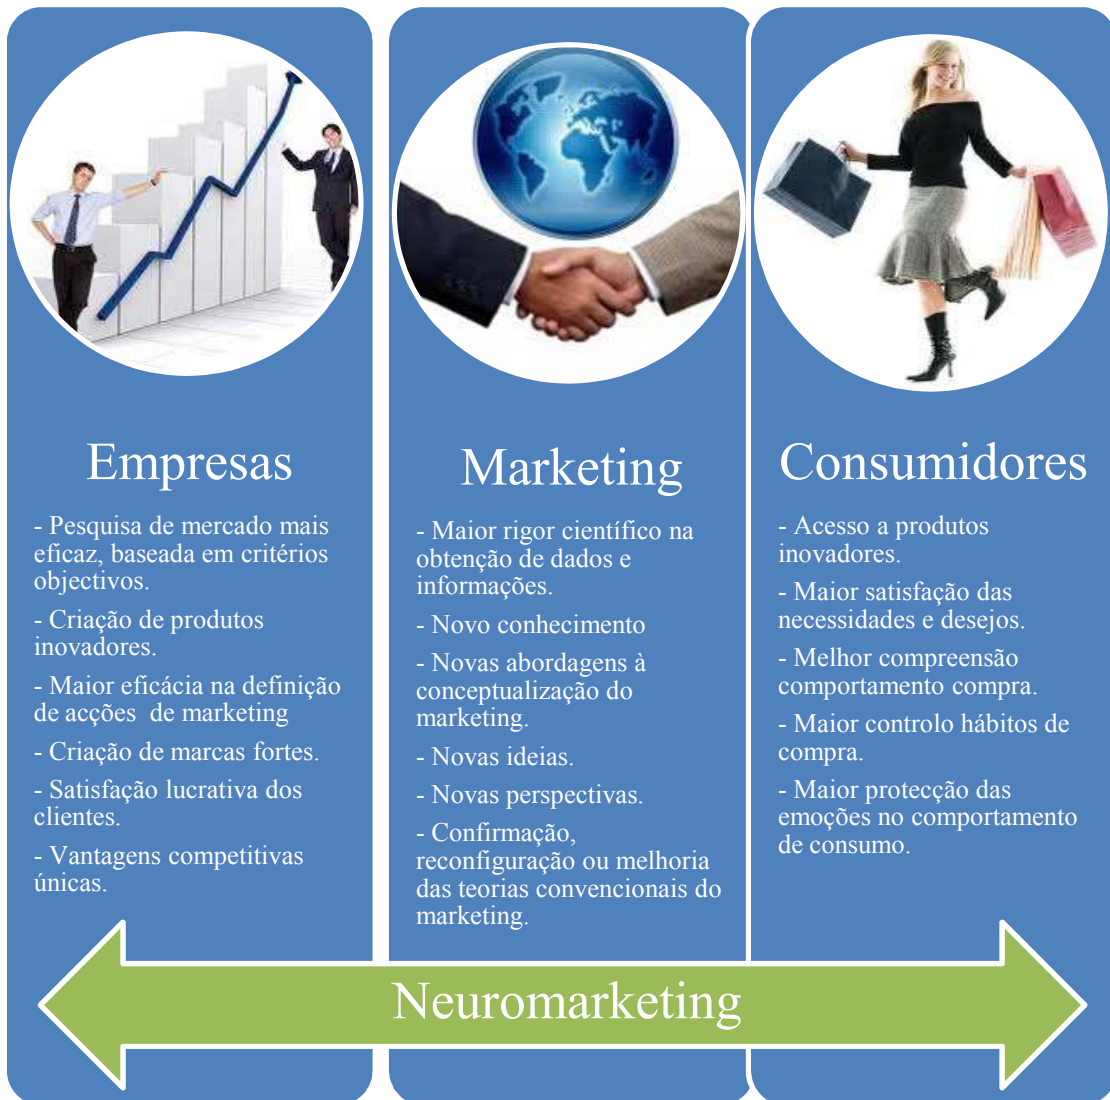 Empresas
- Pesquisa de mercado mais
eficaz, baseada em critérios
objectivos.
- Criação de produtos
inovadores.
- Maior eficácia na definição
de acções  de marketing
- Criação de marcas fortes.
- Satisfação lucrativa dos
clientes.
- Vantagens competitivas
únicas.
Marketing
- Maior rigor científico na
obtenção de dados e
informações.
- Novo conhecimento
- Novas abordagens à
conceptualização do
marketing.
- Novas ideias.
- Novas perspectivas.
- Confirmação,
reconfiguração ou melhoria
das teorias convencionais do
marketing.
Consumidores
- Acesso a produtos
inovadores.
- Maior satisfação das
necessidades e desejos.
- Melhor compreensão
comportamento compra.
- Maior controlo hábitos de
compra.
- Maior protecção das
emoções no comportamento
de consumo.
Neuromarketing